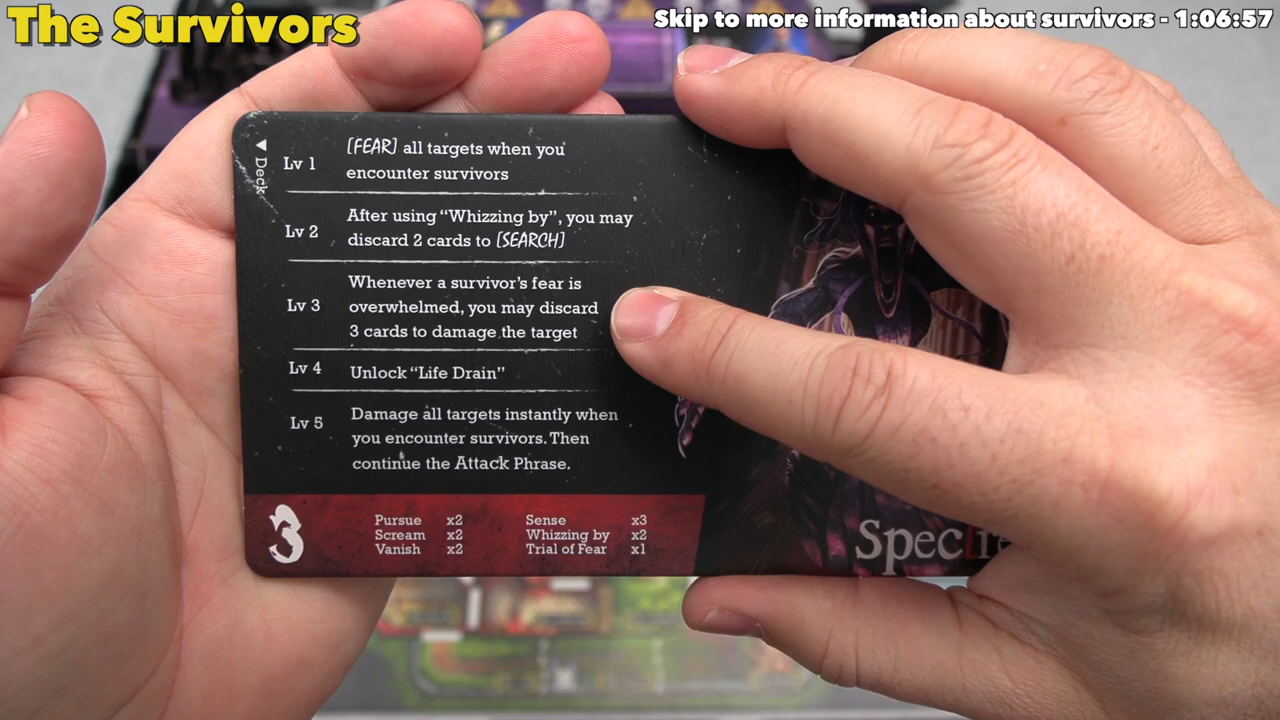 The Survivors
Skip to more information about survivors - 1:06:57
◀ Deck
Lv 1
[FEAR] all targets when you
encounter survivors
Lv 2
After using “Whizzing by”, you may
discard 2 cards to [SEARCH]
Lv 3
Whenever a survivor's fear is
overwhelmed, you may discard
3 cards to damage the target
Lv 4
Unlock “Life Drain”
Lv 5
Damage all targets instantly when
you encounter survivors. Then
continue the Attack Phrase.
3
Pursue x2
Scream x2
Vanish x2
Sense x3
Whizzing by x2
Trial of Fear x1
Spectre